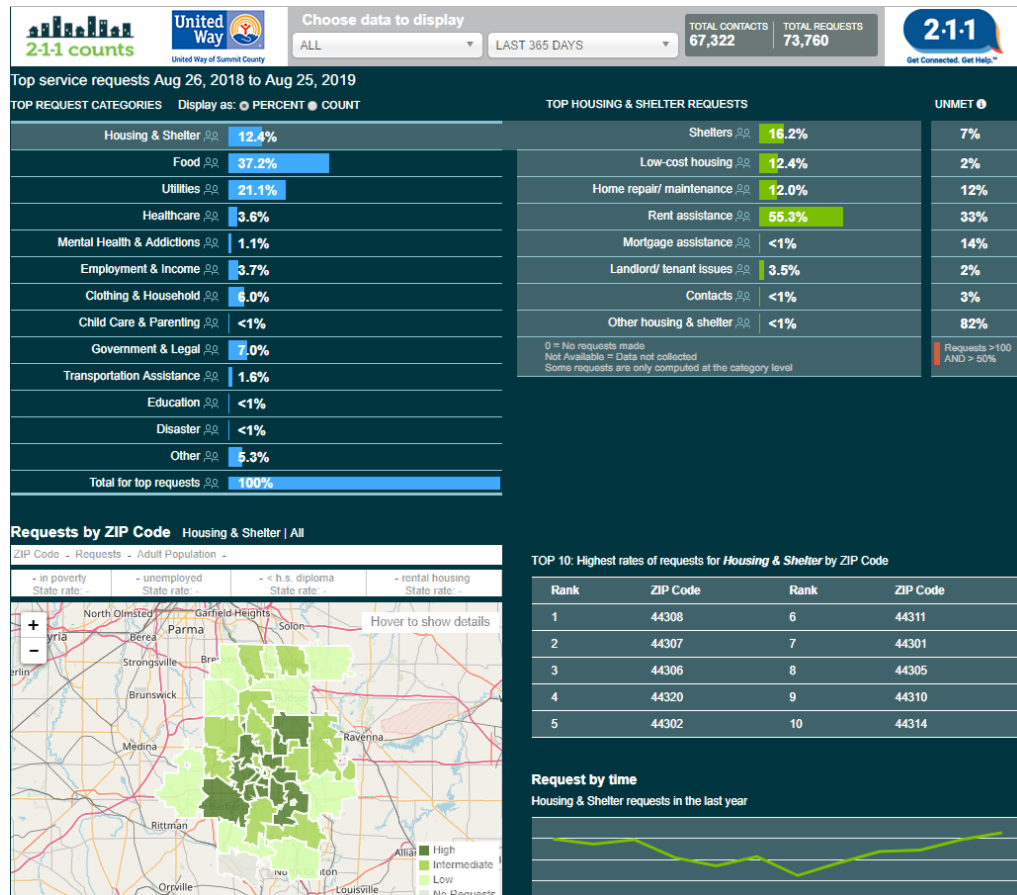 2-1-1 counts
United Way
United Way of Summit County
Choose data to display
ALL
LAST 365 DAYS
TOTAL CONTACTS
67,322
TOTAL REQUESTS
73,760
2·1·1
Get Connected. Get Help.™
Top service requests Aug 26, 2018 to Aug 25, 2019
TOP REQUEST CATEGORIES Display as: PERCENT COUNT
Housing & Shelter 12.4%
Food 37.2%
Utilities 21.1%
Healthcare 3.6%
Mental Health & Addictions 1.1%
Employment & Income 3.7%
Clothing & Household 6.0%
Child Care & Parenting <1%
Government & Legal 7.0%
Transportation Assistance 1.6%
Education <1%
Disaster <1%
Other 5.3%
Total for top requests 100%
TOP HOUSING & SHELTER REQUESTS UNMET
Shelters 16.2% 7%
Low-cost housing 12.4% 2%
Home repair/ maintenance 12.0% 12%
Rent assistance 55.3% 33%
Mortgage assistance <1% 14%
Landlord/ tenant issues 3.5% 2%
Contacts <1% 3%
Other housing & shelter <1% 82%
0 = No requests made
Not Available = Data not collected
Some requests are only computed at the category level
Requests >100
AND > 50%
Requests by ZIP Code Housing & Shelter | All
ZIP Code - Requests - Adult Population -
- in poverty
State rate: -
- unemployed
State rate: -
- < h.s. diploma
State rate: -
- rental housing
State rate: -
+
-
Hover to show details
North Olmsted
Garfield Heights
Solon
Parma
yria
Berea
Strongsville
Bre
erlin
Brunswick
Medina
Ravenna
Rittman
Allia
Orrville
Louisville
High
Intermediate
Low
No Requests
TOP 10: Highest rates of requests for Housing & Shelter by ZIP Code
Rank ZIP Code Rank ZIP Code
1 44308 6 44311
2 44307 7 44301
3 44306 8 44305
4 44320 9 44310
5 44302 10 44314
Request by time
Housing & Shelter requests in the last year